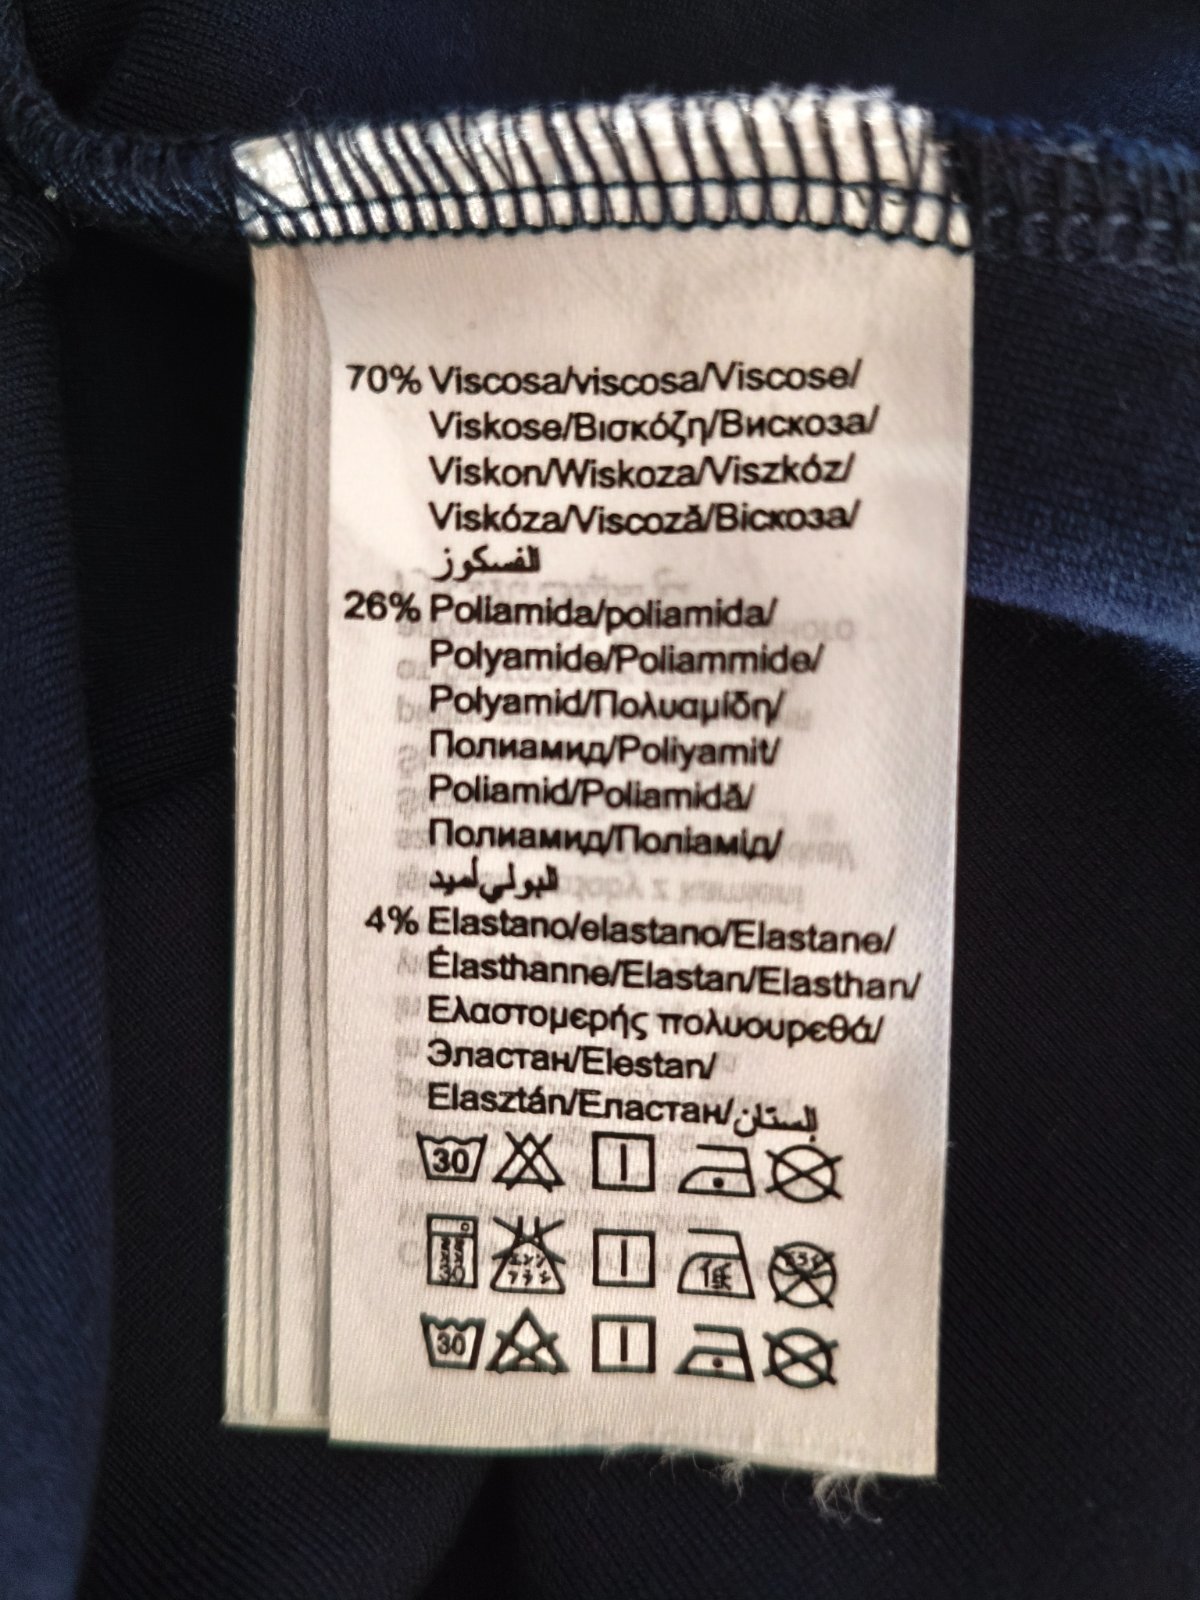 70% Viscosa/viscosa/Viscose/
Viskose/Βισκόζη/Вискоза/
Viskon/Wiskoza/Viszkóz/
Viskóza/Viscoză/Віскоза/
الفسكوز
26% Poliamida/poliamida/
Polyamide/Poliammide/
Polyamid/Πολυαμίδη/
Полиамид/Poliyamit/
Poliamid/Poliamidă/
Полиамид/Поліамід/
البولي أميد
4% Elastano/elastano/Elastane/
Élasthanne/Elastan/Elasthan/
Ελαστομερής πολυουρεθά/
Эластан/Elestan/
Elasztán/Еластан/إلستان
30
30 低
30